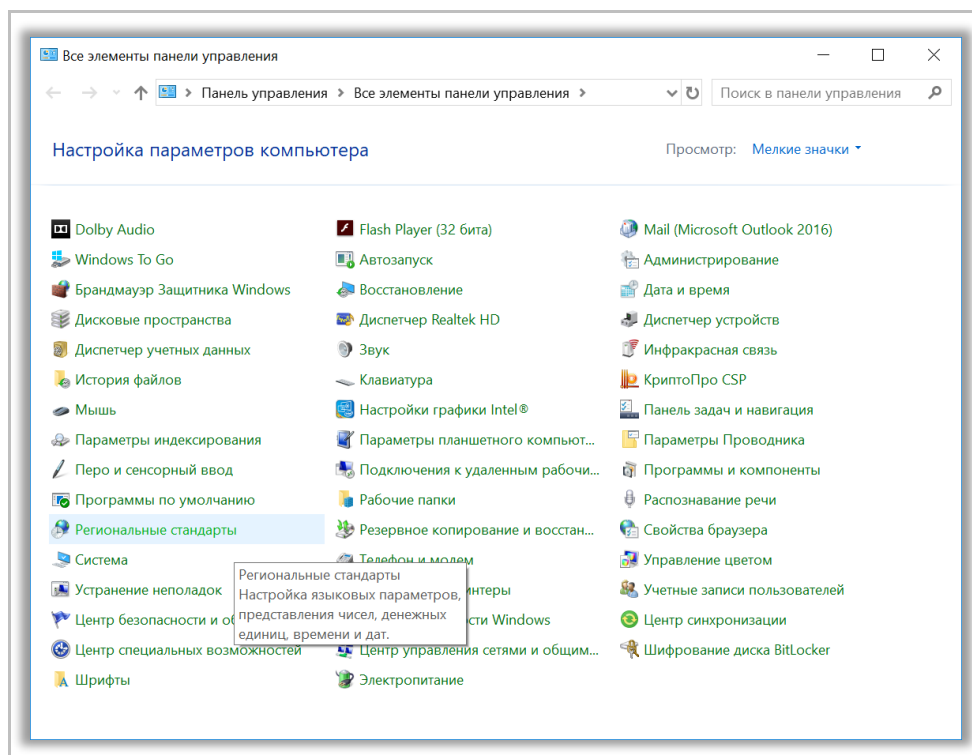 Все элементы панели управления
Панель управления > Все элементы панели управления >
Поиск в панели управления
Настройка параметров компьютера
Просмотр: Мелкие значки
Dolby Audio
Flash Player (32 бита)
Mail (Microsoft Outlook 2016)
Windows To Go
Автозапуск
Администрирование
Брандмауэр Защитника Windows
Восстановление
Дата и время
Дисковые пространства
Диспетчер Realtek HD
Диспетчер устройств
Диспетчер учетных данных
Звук
Инфракрасная связь
История файлов
Клавиатура
КриптоПро CSP
Мышь
Настройки графики Intel®
Панель задач и навигация
Параметры индексирования
Параметры планшетного компьют...
Параметры Проводника
Перо и сенсорный ввод
Подключения к удаленным рабочи...
Программы и компоненты
Программы по умолчанию
Рабочие папки
Распознавание речи
Региональные стандарты
Резервное копирование и восстан...
Свойства браузера
Система
Телефон и модем
Управление цветом
Региональные стандарты
Настройка языковых параметров,
представления чисел, денежных
единиц, времени и дат.
Устранение неполадок
Учетные записи пользователей
Центр безопасности и
Windows
Центр синхронизации
Центр специальных возможностей
Центр управления сетями и общим...
Шифрование диска BitLocker
Шрифты
Электропитание